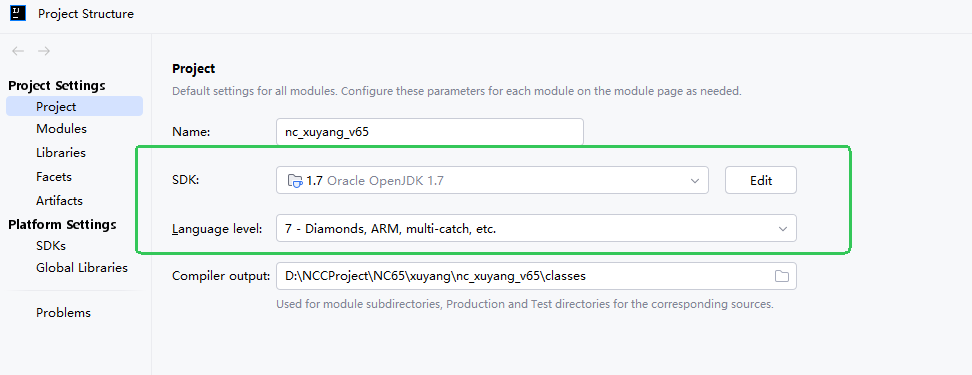 IJ
Project Structure
Project Settings
Project
Modules
Libraries
Facets
Artifacts
Platform Settings
SDKs
Global Libraries
Problems
Project
Default settings for all modules. Configure these parameters for each module on the module page as needed.
Name: nc_xuyang_v65
SDK: 1.7 Oracle OpenJDK 1.7 Edit
Language level: 7 - Diamonds, ARM, multi-catch, etc.
Compiler output: D:\NCCProject\NC65\xuyang\nc_xuyang_v65\classes
Used for module subdirectories, Production and Test directories for the corresponding sources.